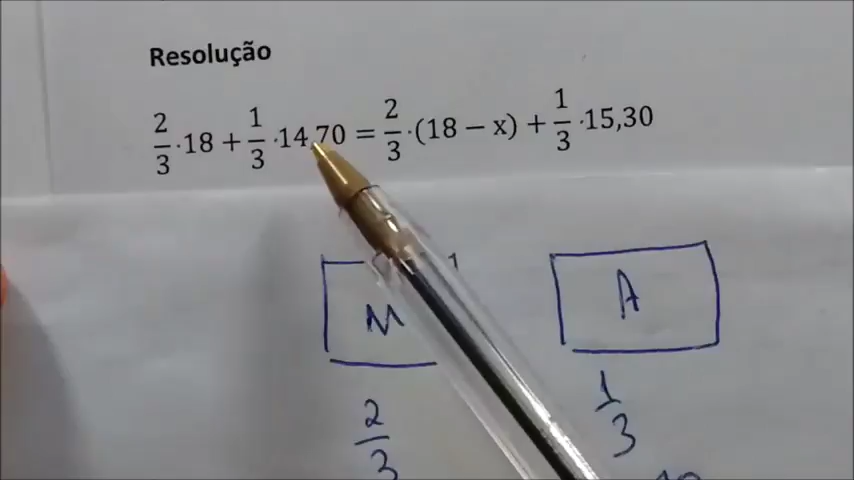 Resolução
2/3 ·18 + 1/3 ·14,70 = 2/3 ·(18 − x) + 1/3 ·15,30
M A
2/3 1/3